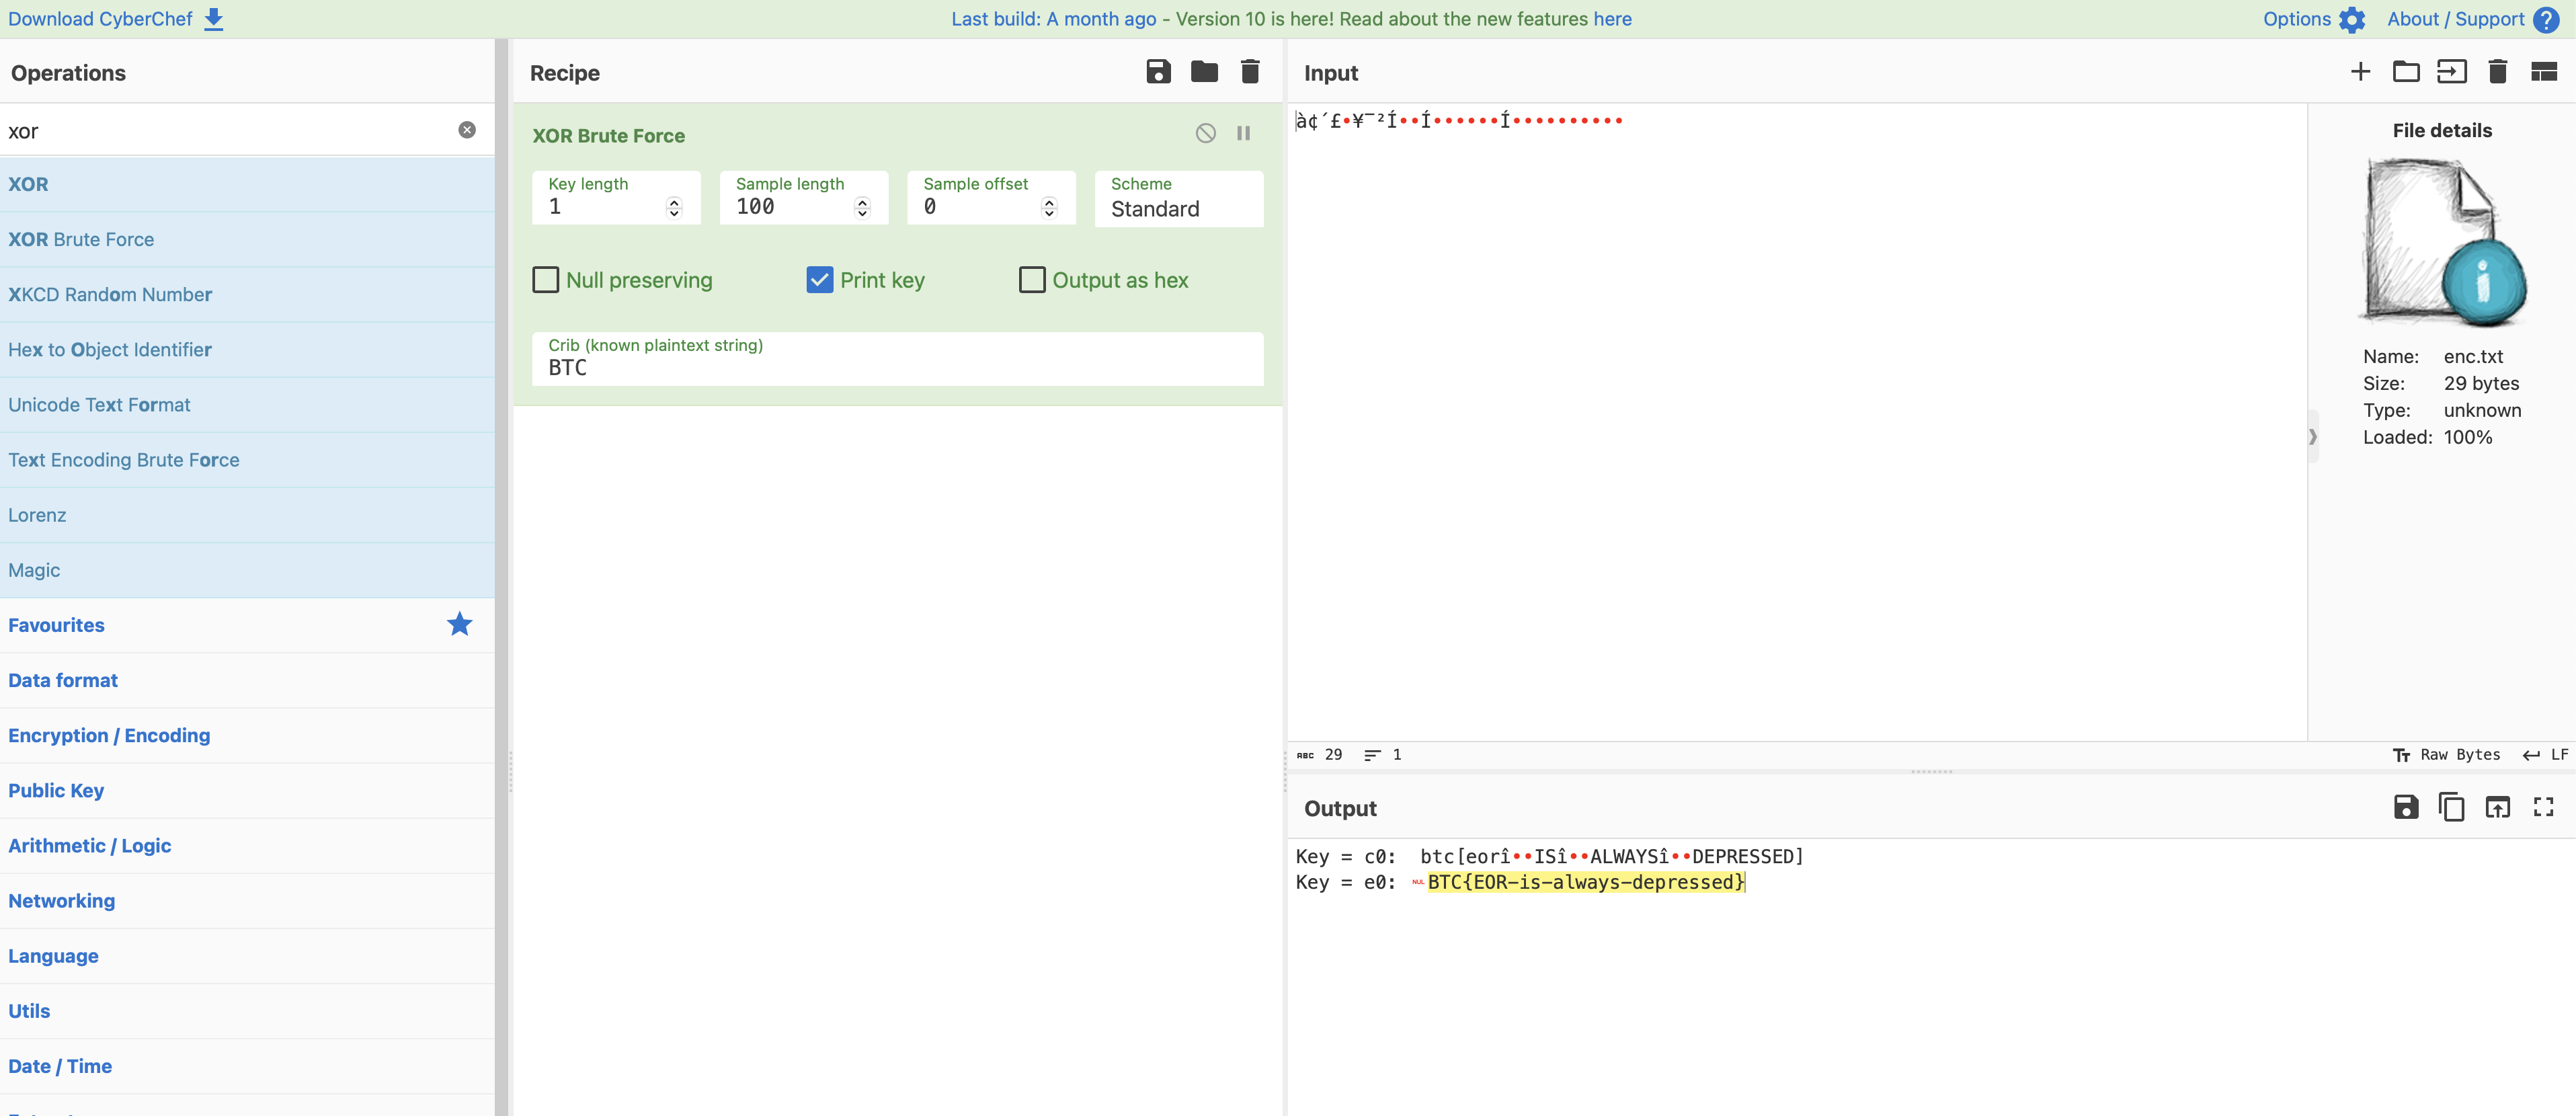 Download CyberChef
Last build: A month ago - Version 10 is here! Read about the new features here
Options
About / Support
Operations
xor
XOR
XOR Brute Force
XKCD Random Number
Hex to Object Identifier
Unicode Text Format
Text Encoding Brute Force
Lorenz
Magic
Favourites
Data format
Encryption / Encoding
Public Key
Arithmetic / Logic
Networking
Language
Utils
Date / Time
Recipe
XOR Brute Force
Key length
1
Sample length
100
Sample offset
0
Scheme
Standard
Null preserving
Print key
Output as hex
Crib (known plaintext string)
BTC
Input
à¢´£•¥¯²Í••Í••••••Í••••••••••
File details
Name: enc.txt
Size: 29 bytes
Type: unknown
Loaded: 100%
ABC 29 1
Raw Bytes LF
Output
Key = c0: btc[eorî••ISî••ALWAYSî••DEPRESSED]
Key = e0: NUL BTC{EOR-is-always-depressed}